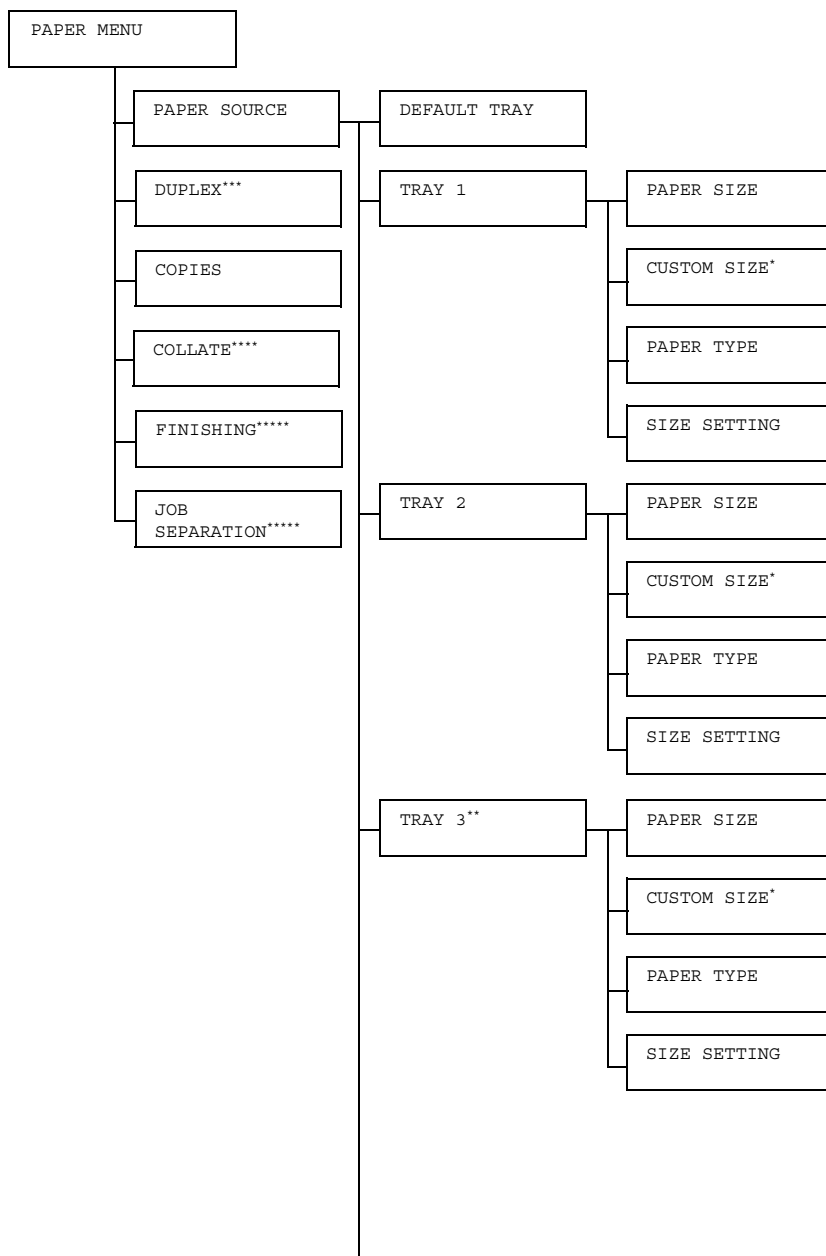 PAPER MENU
PAPER SOURCE
DEFAULT TRAY
DUPLEX***
TRAY 1
PAPER SIZE
COPIES
CUSTOM SIZE*
COLLATE****
PAPER TYPE
FINISHING*****
SIZE SETTING
JOB
SEPARATION*****
TRAY 2
PAPER SIZE
CUSTOM SIZE*
PAPER TYPE
SIZE SETTING
TRAY 3**
PAPER SIZE
CUSTOM SIZE*
PAPER TYPE
SIZE SETTING